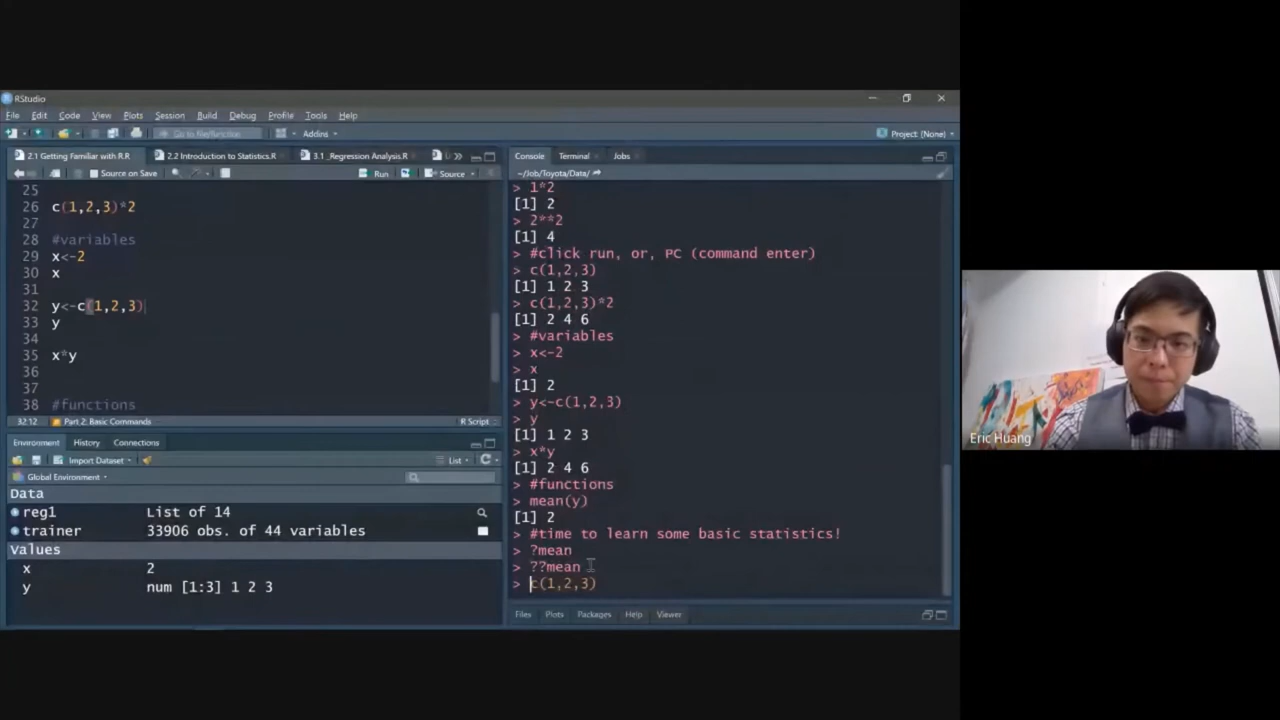 RStudio
File Edit Code View Plots Session Build Debug Profile Tools Help
Go to file/function Addins Project: (None)
2.1 Getting Familiar with R.R 2.2 Introduction to Statistics.R 3.1 _Regression Analysis.R
Source on Save Run Source
25
26 c(1,2,3)*2
27
28 #variables
29 x<-2
30 x
31
32 y<-c(1,2,3)
33 y
34
35 x*y
36
37
38 #functions
32:12 Part 2: Basic Commands R Script
Environment History Connections
Import Dataset List
Global Environment
Data
reg1 List of 14
trainer 33906 obs. of 44 variables
Values
x 2
y num [1:3] 1 2 3
Console Terminal Jobs
~/Job/Toyota/Data/
> 1*2
[1] 2
> 2**2
[1] 4
> #click run, or, PC (command enter)
> c(1,2,3)
[1] 1 2 3
> c(1,2,3)*2
[1] 2 4 6
> #variables
> x<-2
> x
[1] 2
> y<-c(1,2,3)
> y
[1] 1 2 3
> x*y
[1] 2 4 6
> #functions
> mean(y)
[1] 2
> #time to learn some basic statistics!
> ?mean
> ??mean
> c(1,2,3)
Files Plots Packages Help Viewer
Eric Huang